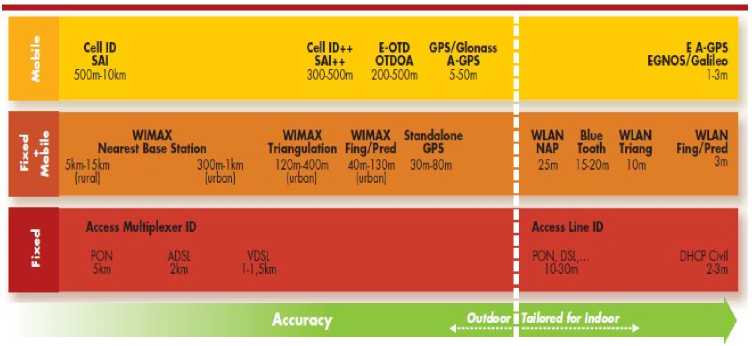 Mobile
Cell ID
SAI
500m-10km
Cell ID++
SAI++
300-500m
E-OTD
OTDOA
200-500m
GPS/Glonass
A-GPS
5-50m
E A-GPS
EGNOS/Galileo
1-3m
Fixed
Mobile
WIMAX
Nearest Base Station
5km-15km
(rural)
300m-1km
(urban)
WIMAX
Triangulation
120m-400m
(urban)
WIMAX
Fing/Pred
40m-130m
(urban)
Standalone
GPS
30m-80m
WLAN
NAP
25m
Blue
Tooth
15-20m
WLAN
Triang
10m
WLAN
Fing/Pred
3m
Fixed
Access Multiplexer ID
PON
5km
ADSL
2km
VDSL
1-1,5km
Access Line ID
PON, DSL,...
10-30m
DHCP Civil
2-3m
Accuracy
Outdoor
Tailored for Indoor